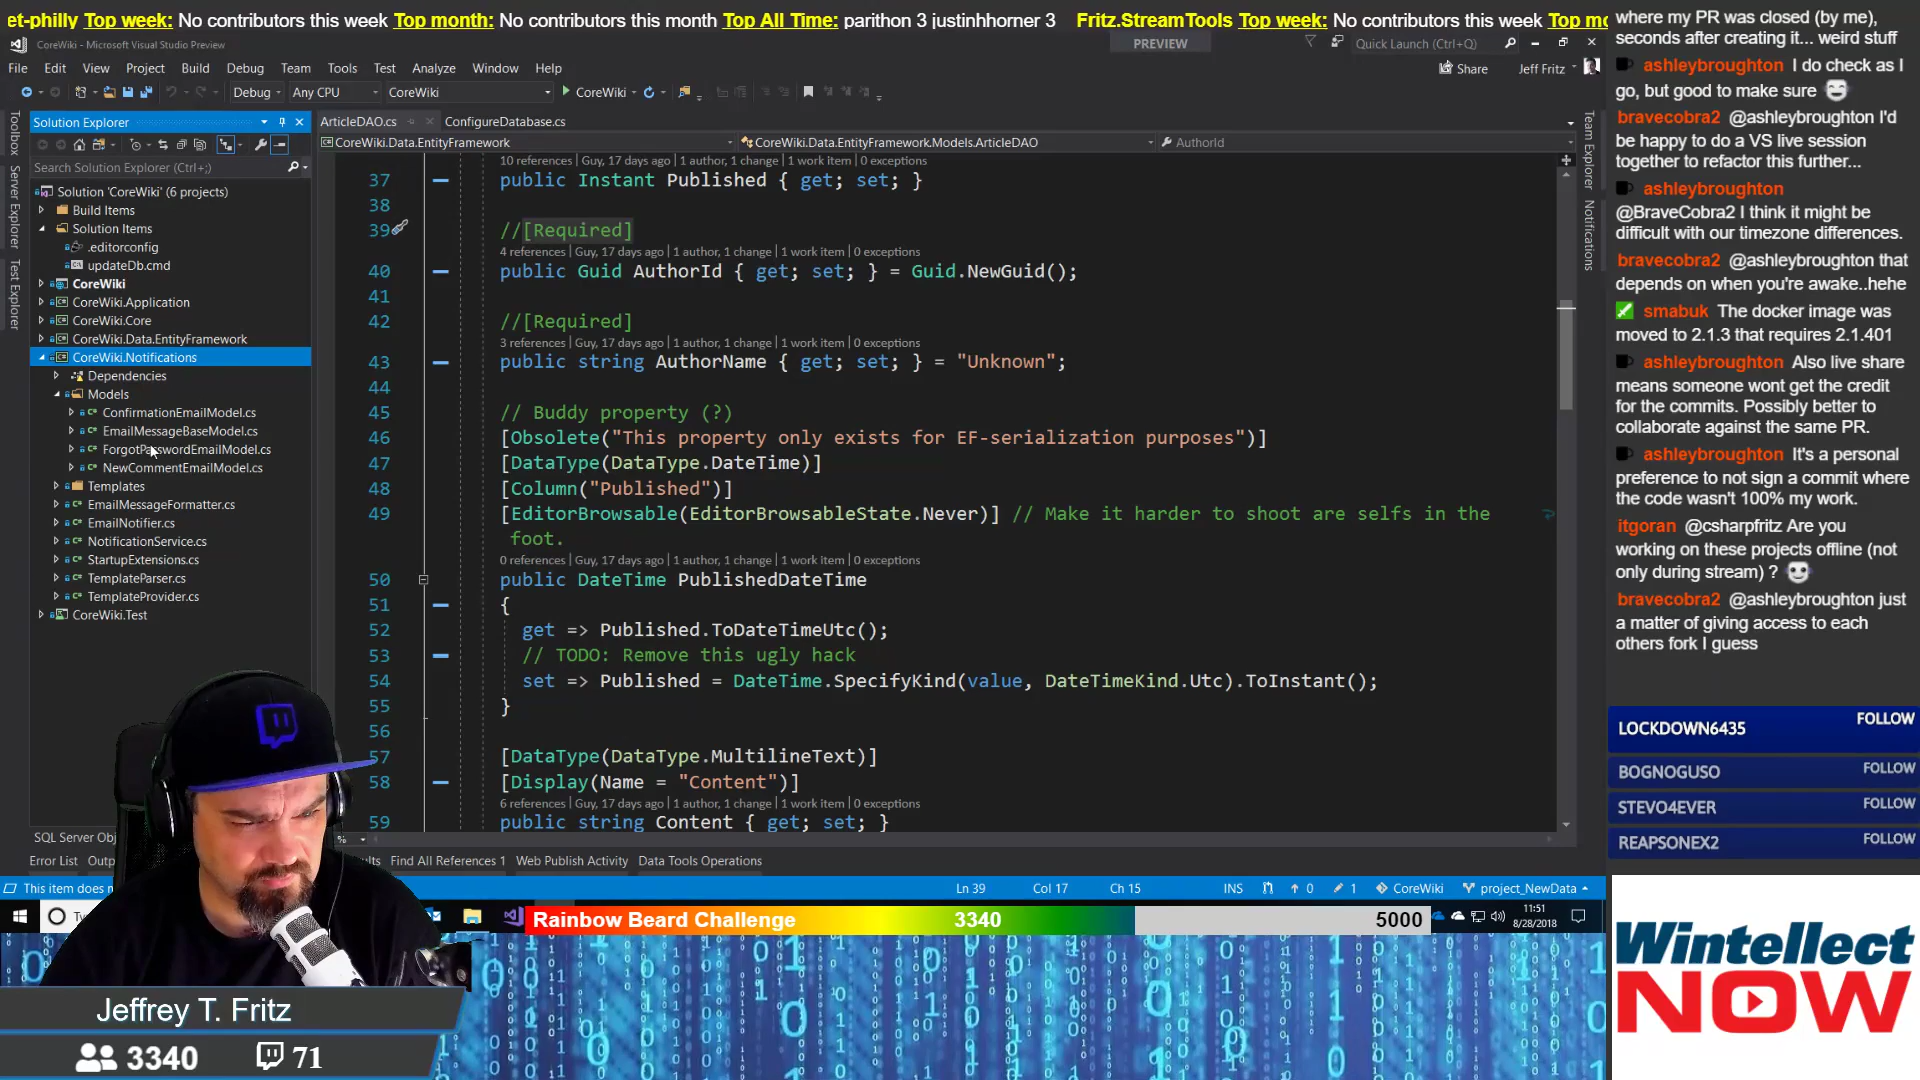 et-philly Top week: No contributors this week Top month: No contributors this month Top All Time: parithon 3 justinhhorner 3 Fritz.StreamTools Top week: No contributors this week Top mo
CoreWiki - Microsoft Visual Studio Preview
PREVIEW
Quick Launch (Ctrl+Q)
File Edit View Project Build Debug Team Tools Test Analyze Window Help
Share
Jeff Fritz
Debug Any CPU CoreWiki CoreWiki
Toolbox
Server Explorer
Test Explorer
Solution Explorer
Search Solution Explorer (Ctrl+;)
Solution 'CoreWiki' (6 projects)
Build Items
Solution Items
.editorconfig
updateDb.cmd
CoreWiki
CoreWiki.Application
CoreWiki.Core
CoreWiki.Data.EntityFramework
CoreWiki.Notifications
Dependencies
Models
ConfirmationEmailModel.cs
EmailMessageBaseModel.cs
ForgotPasswordEmailModel.cs
NewCommentEmailModel.cs
Templates
EmailMessageFormatter.cs
EmailNotifier.cs
NotificationService.cs
StartupExtensions.cs
TemplateParser.cs
TemplateProvider.cs
CoreWiki.Test
SQL Server Obj
ArticleDAO.cs ConfigureDatabase.cs
CoreWiki.Data.EntityFramework CoreWiki.Data.EntityFramework.Models.ArticleDAO AuthorId
10 references | Guy, 17 days ago | 1 author, 1 change | 1 work item | 0 exceptions
37 public Instant Published { get; set; }
38
39 //[Required]
4 references | Guy, 17 days ago | 1 author, 1 change | 1 work item | 0 exceptions
40 public Guid AuthorId { get; set; } = Guid.NewGuid();
41
42 //[Required]
3 references | Guy, 17 days ago | 1 author, 1 change | 1 work item | 0 exceptions
43 public string AuthorName { get; set; } = "Unknown";
44
45 // Buddy property (?)
46 [Obsolete("This property only exists for EF-serialization purposes")]
47 [DataType(DataType.DateTime)]
48 [Column("Published")]
49 [EditorBrowsable(EditorBrowsableState.Never)] // Make it harder to shoot are selfs in the
foot.
0 references | Guy, 17 days ago | 1 author, 1 change | 1 work item | 0 exceptions
50 public DateTime PublishedDateTime
51 {
52 get => Published.ToDateTimeUtc();
53 // TODO: Remove this ugly hack
54 set => Published = DateTime.SpecifyKind(value, DateTimeKind.Utc).ToInstant();
55 }
56
57 [DataType(DataType.MultilineText)]
58 [Display(Name = "Content")]
6 references | Guy, 17 days ago | 1 author, 1 change | 1 work item | 0 exceptions
59 public string Content { get; set; }
%
Team Explorer
Notifications
Error List Outp ults Find All References 1 Web Publish Activity Data Tools Operations
This item does n
Ln 39 Col 17 Ch 15 INS 0 1 CoreWiki project_NewData
Ty
11:51
8/28/2018
Rainbow Beard Challenge 3340 5000
Jeffrey T. Fritz
3340 71
where my PR was closed (by me),
seconds after creating it... weird stuff
ashleybroughton I do check as I
go, but good to make sure
bravecobra2 @ashleybroughton I'd
be happy to do a VS live session
together to refactor this further...
ashleybroughton
@BraveCobra2 I think it might be
difficult with our timezone differences.
bravecobra2 @ashleybroughton that
depends on when you're awake..hehe
smabuk The docker image was
moved to 2.1.3 that requires 2.1.401
ashleybroughton Also live share
means someone wont get the credit
for the commits. Possibly better to
collaborate against the same PR.
ashleybroughton It's a personal
preference to not sign a commit where
the code wasn't 100% my work.
itgoran @csharpfritz Are you
working on these projects offline (not
only during stream) ?
bravecobra2 @ashleybroughton just
a matter of giving access to each
others fork I guess
LOCKDOWN6435 FOLLOW
BOGNOGUSO FOLLOW
STEVO4EVER FOLLOW
REAPSONEX2 FOLLOW
Wintellect
NOW